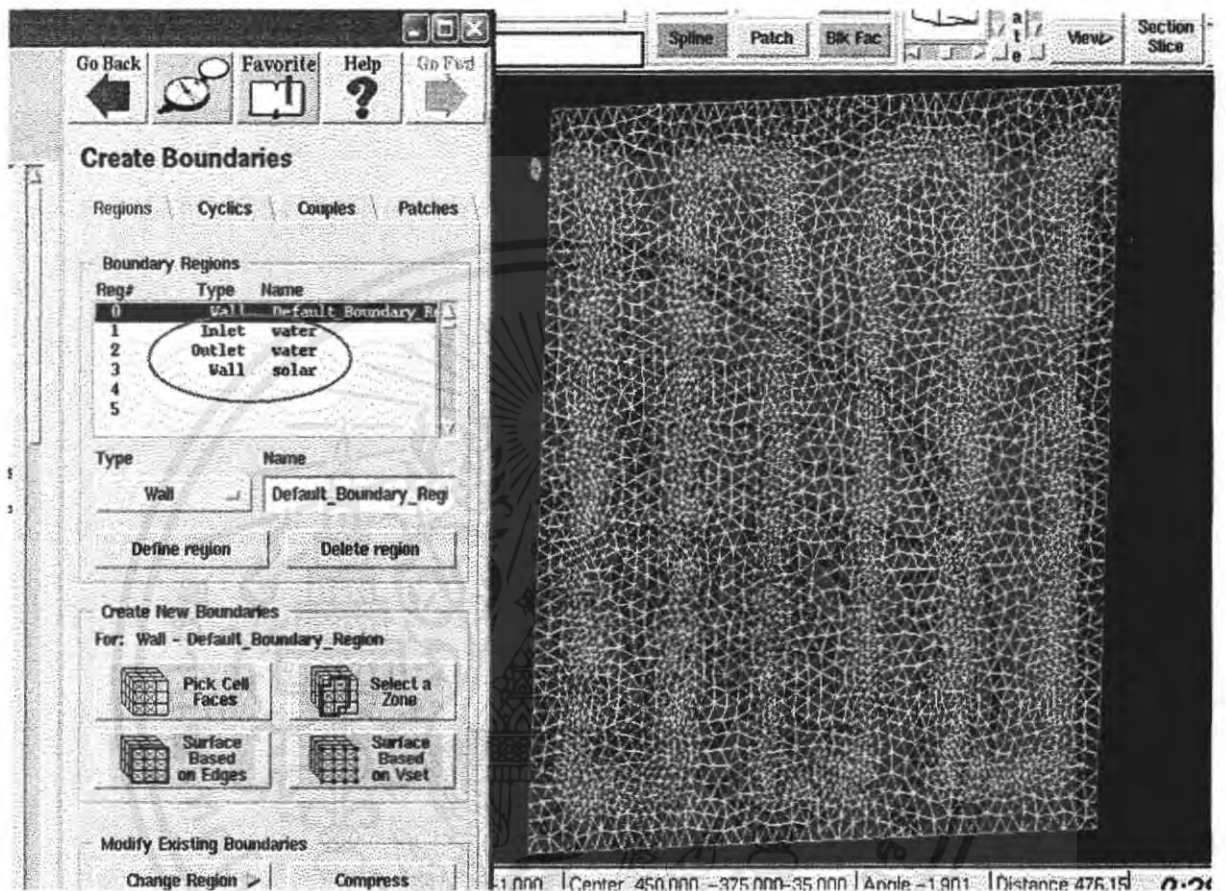 Go Back Favorite Help Go Fwd
Create Boundaries
Regions Cyclics Couples Patches
Boundary Regions
Reg# Type Name
0 Wall Default_Boundary_Re
1 Inlet water
2 Outlet water
3 Wall solar
4
5
Type Name
Wall Default_Boundary_Regi
Define region Delete region
Create New Boundaries
For: Wall - Default_Boundary_Region
Pick Cell
Faces
Select a
Zone
Surface
Based
on Edges
Surface
Based
on Vset
Modify Existing Boundaries
Change Region > Compress
Spline Patch Blk Fac
a
t
e
View>
Section
Slice
-1.000 Center 450.000 -375.000-35.000 Angle -1.901 Distance 476.15